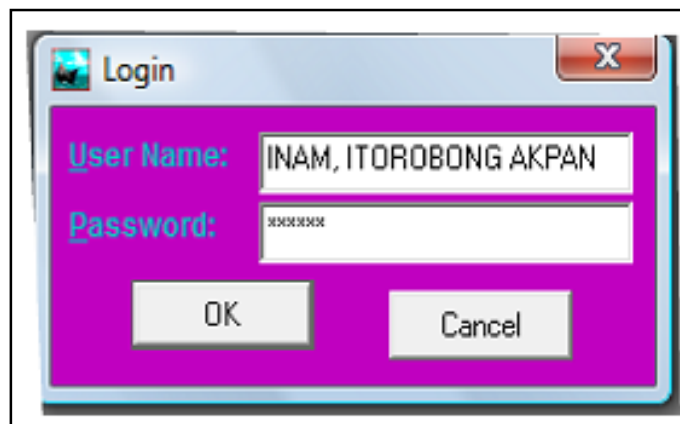 Login
User Name: INAM, ITOROBONG AKPAN
Password: ******
OK Cancel